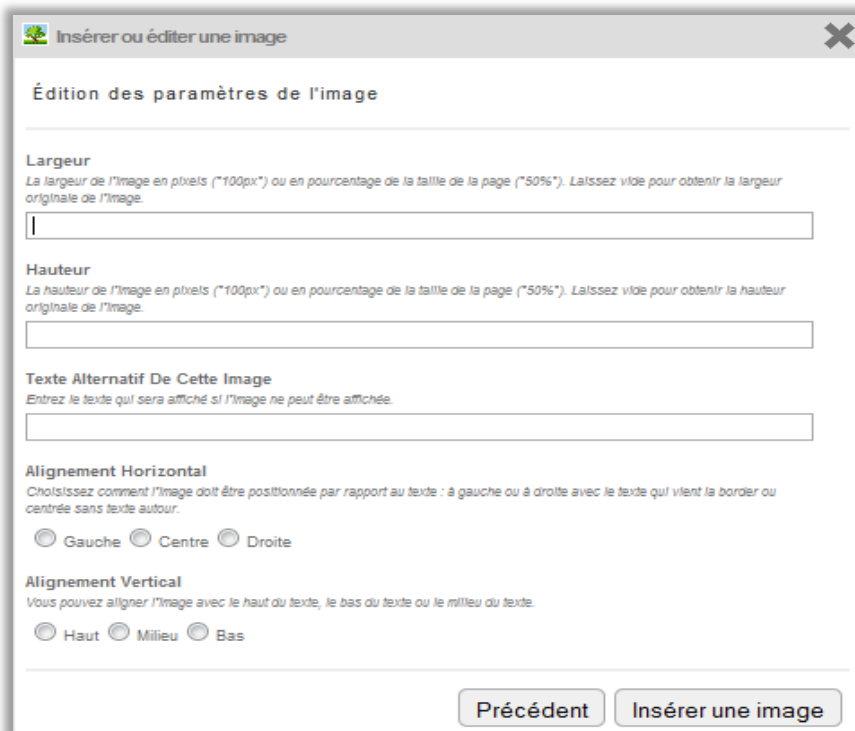 Insérer ou éditer une image
Édition des paramètres de l'image
Largeur
La largeur de l'image en pixels ("100px") ou en pourcentage de la taille de la page ("50%"). Laissez vide pour obtenir la largeur
originale de l'image.
Hauteur
La hauteur de l'image en pixels ("100px") ou en pourcentage de la taille de la page ("50%"). Laissez vide pour obtenir la hauteur
originale de l'image.
Texte Alternatif De Cette Image
Entrez le texte qui sera affiché si l'image ne peut être affichée.
Alignement Horizontal
Choisissez comment l'image doit être positionnée par rapport au texte : à gauche ou à droite avec le texte qui vient la border ou
centrée sans texte autour.
Gauche Centre Droite
Alignement Vertical
Vous pouvez aligner l'image avec le haut du texte, le bas du texte ou le milieu du texte.
Haut Milieu Bas
Précédent Insérer une image